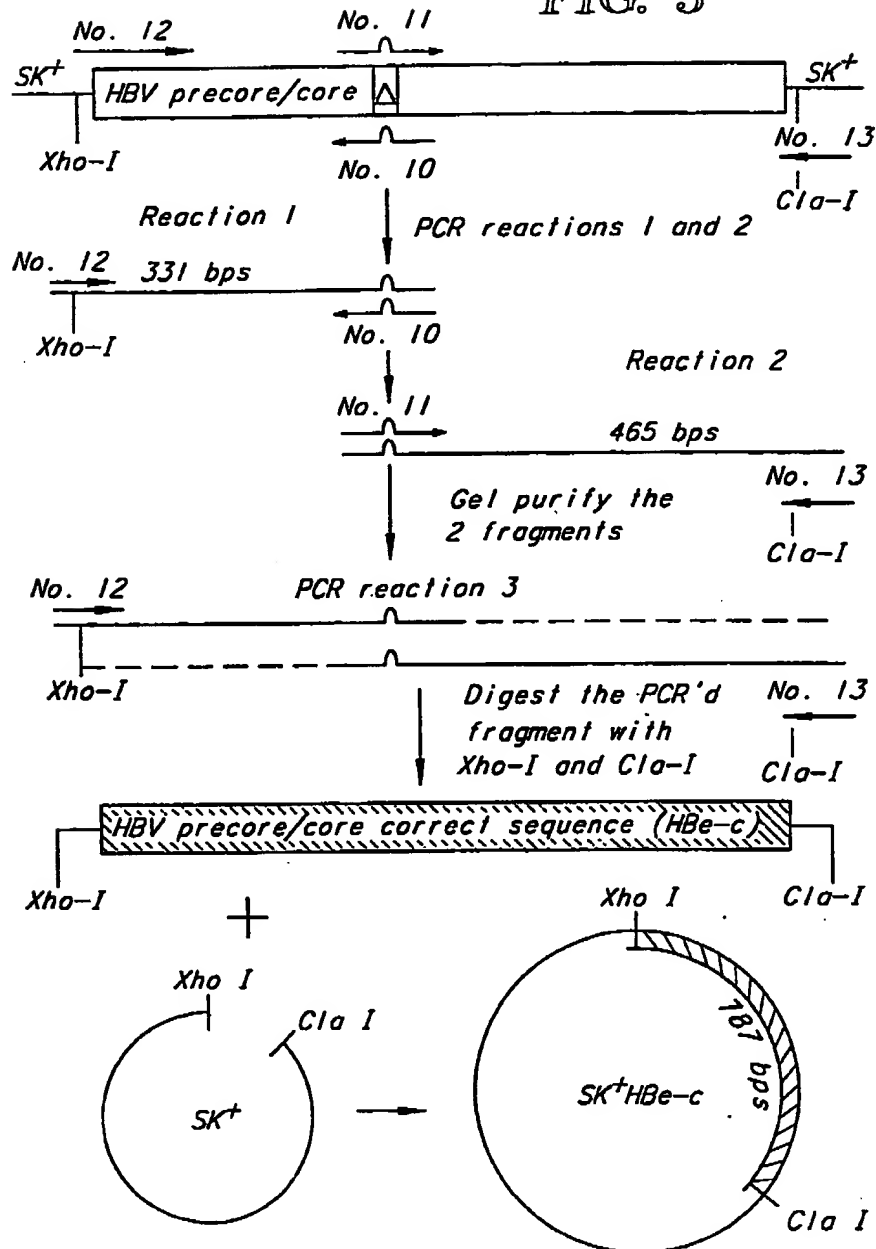 FIG. 3
No. 12
No. 11
SK+
HBV precore/core
Δ
SK+
Xho-I
No. 10
No. 13
Cla-I
Reaction 1
PCR reactions 1 and 2
No. 12
331 bps
Xho-I
No. 10
Reaction 2
No. 11
465 bps
No. 13
Gel purify the
2 fragments
Cla-I
No. 12
PCR reaction 3
Xho-I
Digest the PCR'd
fragment with
Xho-I and Cla-I
No. 13
Cla-I
HBV precore/core correct sequence (HBe-c)
Xho-I
Cla-I
+
Xho I
Cla I
SK+
Xho I
787 bps
SK+HBe-c
Cla I